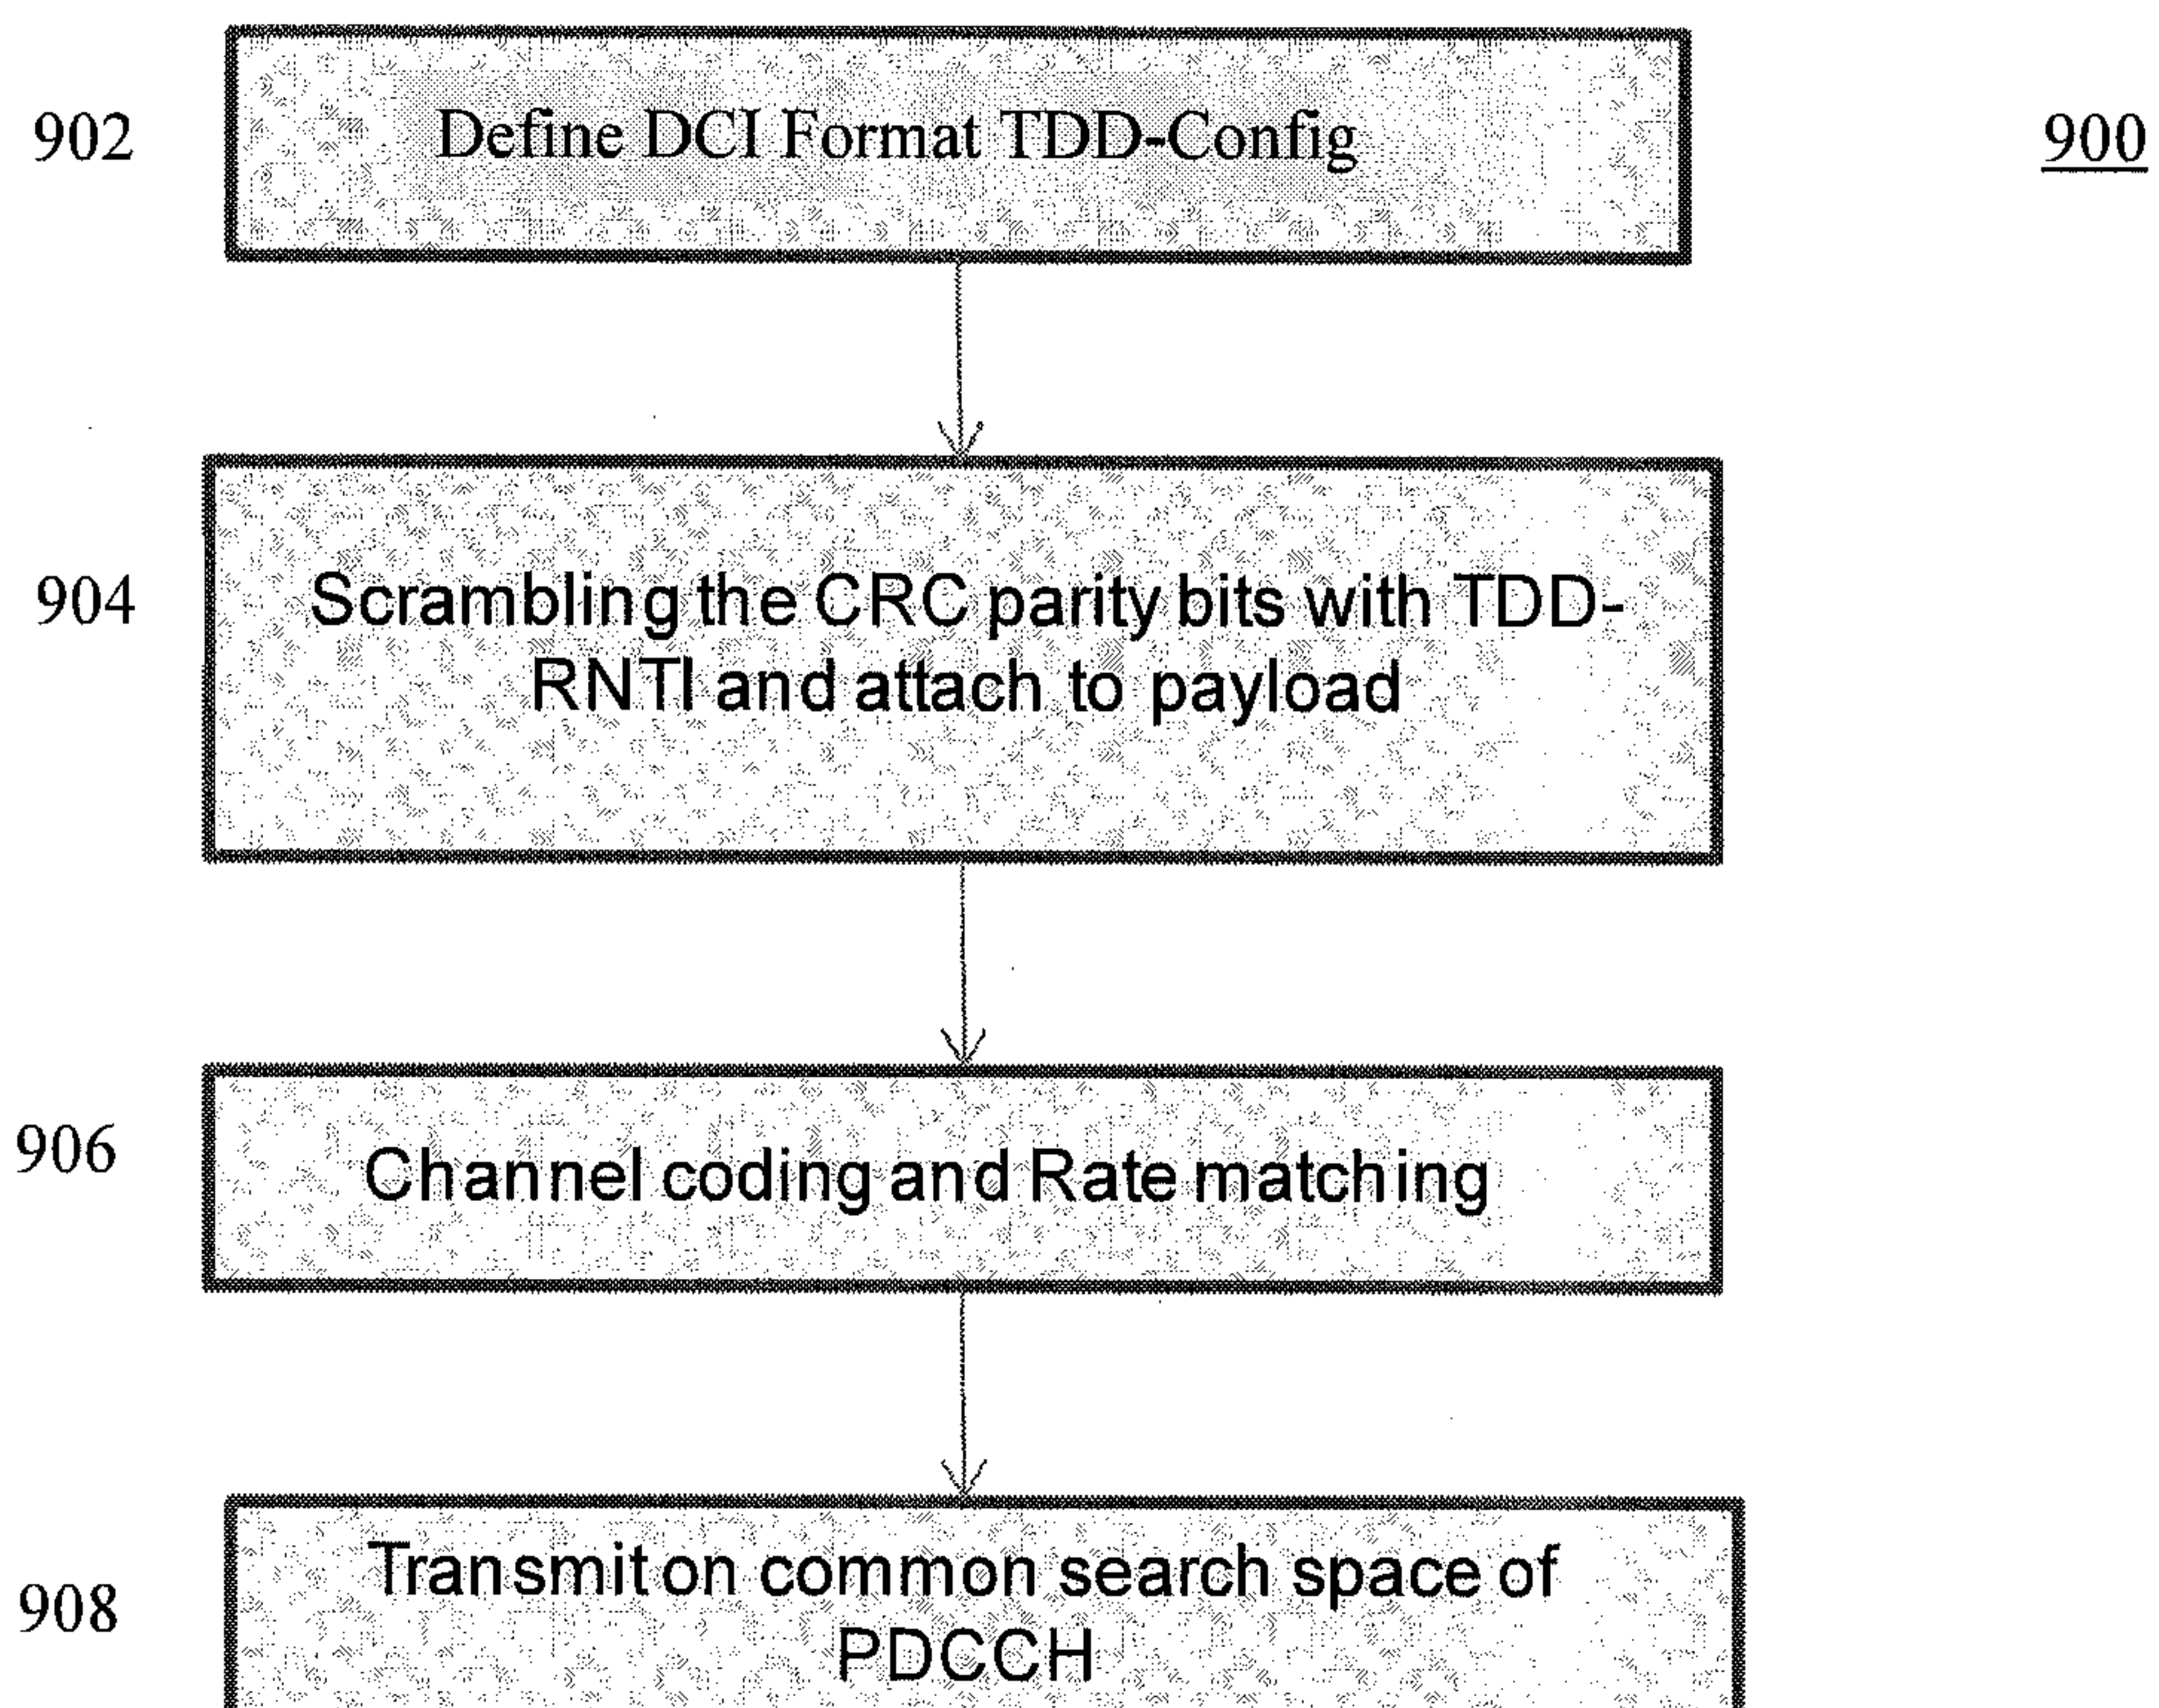 902
Define DCI Format TDD-Config
900
904
Scrambling the CRC parity bits with TDD-
RNTI and attach to payload
906
Channel coding and Rate matching
908
Transmit on common search space of
PDCCH